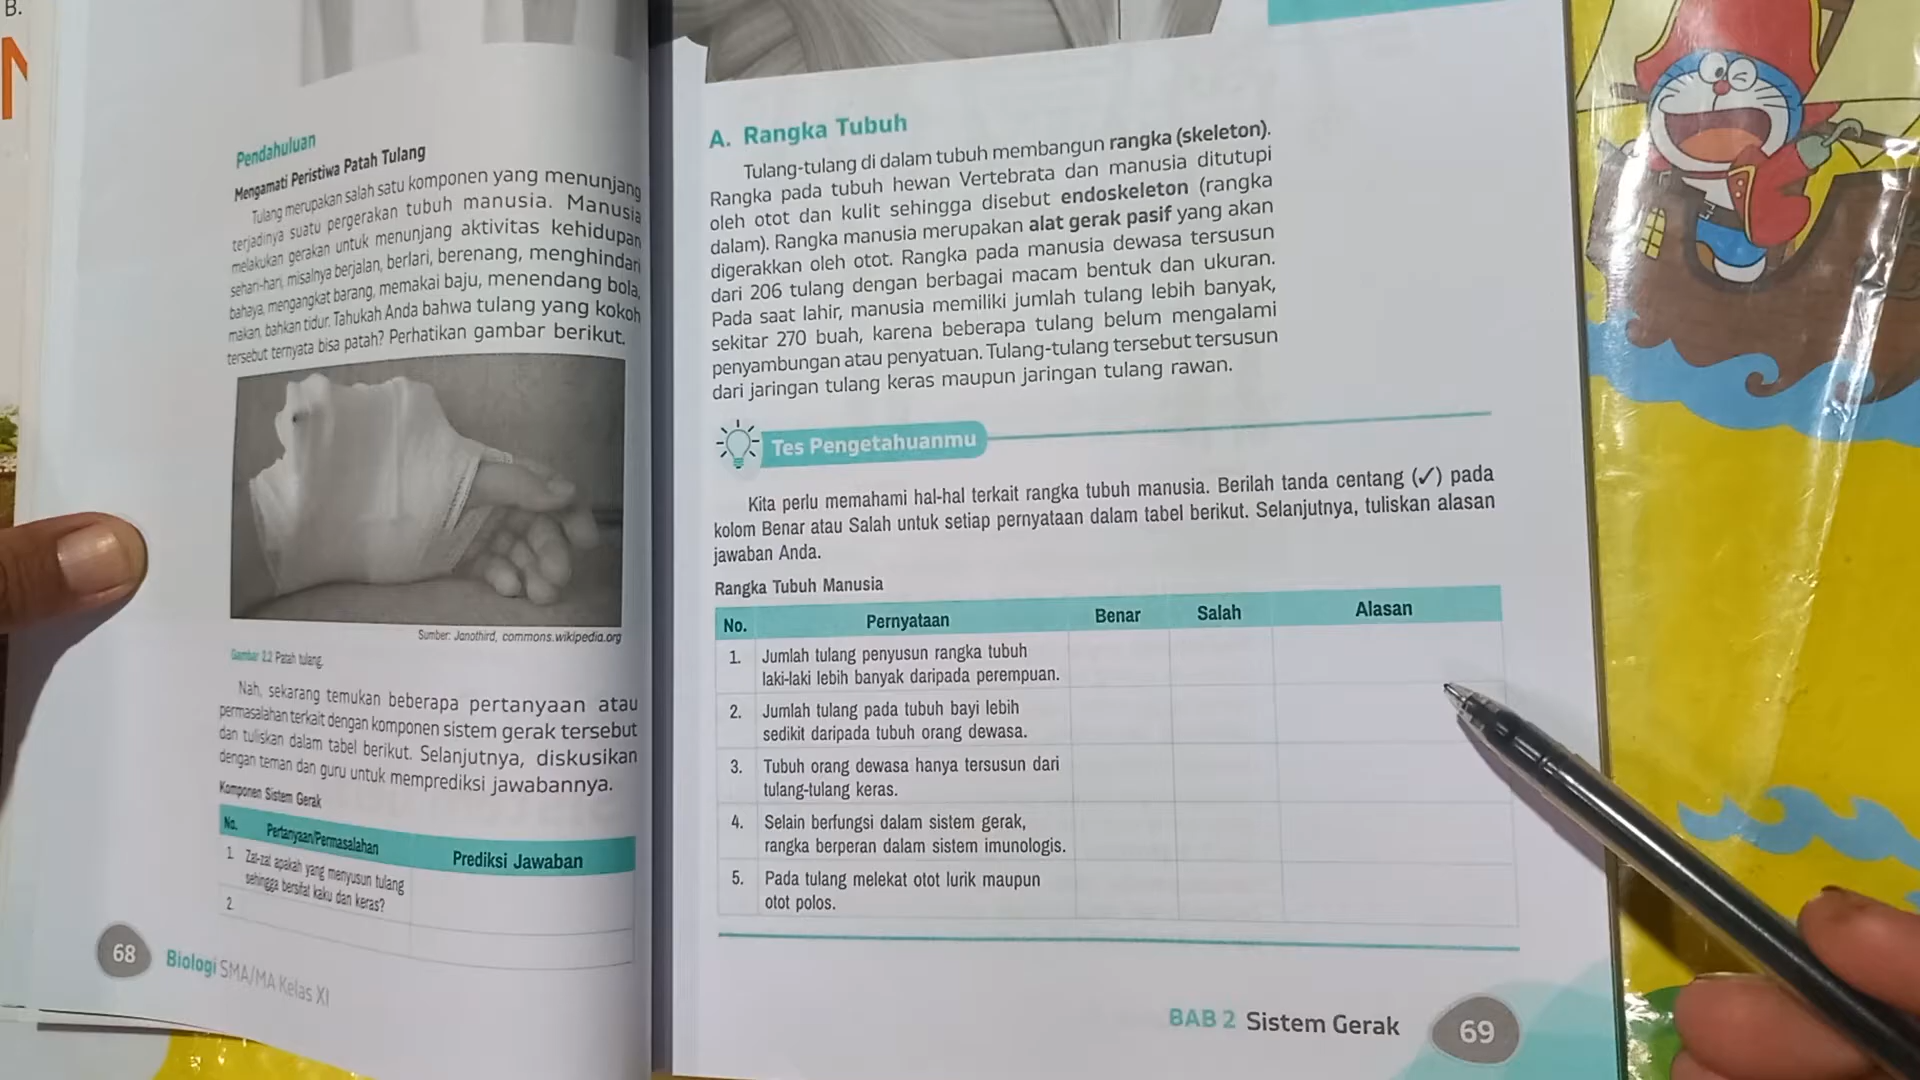 B.
N
Pendahuluan
Mengamati Peristiwa Patah Tulang
Tulang merupakan salah satu komponen yang menunjang
terjadinya suatu pergerakan tubuh manusia. Manusia
melakukan gerakan untuk menunjang aktivitas kehidupan
sehari-hari, misalnya berjalan, berlari, berenang, menghindari
bahaya, mengangkat barang, memakai baju, menendang bola,
makan, bahkan tidur. Tahukah Anda bahwa tulang yang kokoh
tersebut ternyata bisa patah? Perhatikan gambar berikut.
Sumber: Janothird, commons.wikipedia.org
Gambar 2.2 Patah tulang.
Nah, sekarang temukan beberapa pertanyaan atau
permasalahan terkait dengan komponen sistem gerak tersebut
dan tuliskan dalam tabel berikut. Selanjutnya, diskusikan
dengan teman dan guru untuk memprediksi jawabannya.
Komponen Sistem Gerak
No. Pertanyaan/Permasalahan Prediksi Jawaban
1. Zat-zat apakah yang menyusun tulang
sehingga bersifat kaku dan keras?
2.
68 Biologi SMA/MA Kelas XI
A. Rangka Tubuh
Tulang-tulang di dalam tubuh membangun rangka (skeleton).
Rangka pada tubuh hewan Vertebrata dan manusia ditutupi
oleh otot dan kulit sehingga disebut endoskeleton (rangka
dalam). Rangka manusia merupakan alat gerak pasif yang akan
digerakkan oleh otot. Rangka pada manusia dewasa tersusun
dari 206 tulang dengan berbagai macam bentuk dan ukuran.
Pada saat lahir, manusia memiliki jumlah tulang lebih banyak,
sekitar 270 buah, karena beberapa tulang belum mengalami
penyambungan atau penyatuan. Tulang-tulang tersebut tersusun
dari jaringan tulang keras maupun jaringan tulang rawan.
Tes Pengetahuanmu
Kita perlu memahami hal-hal terkait rangka tubuh manusia. Berilah tanda centang (✓) pada
kolom Benar atau Salah untuk setiap pernyataan dalam tabel berikut. Selanjutnya, tuliskan alasan
jawaban Anda.
Rangka Tubuh Manusia
No. Pernyataan Benar Salah Alasan
1. Jumlah tulang penyusun rangka tubuh
laki-laki lebih banyak daripada perempuan.
2. Jumlah tulang pada tubuh bayi lebih
sedikit daripada tubuh orang dewasa.
3. Tubuh orang dewasa hanya tersusun dari
tulang-tulang keras.
4. Selain berfungsi dalam sistem gerak,
rangka berperan dalam sistem imunologis.
5. Pada tulang melekat otot lurik maupun
otot polos.
BAB 2 Sistem Gerak 69